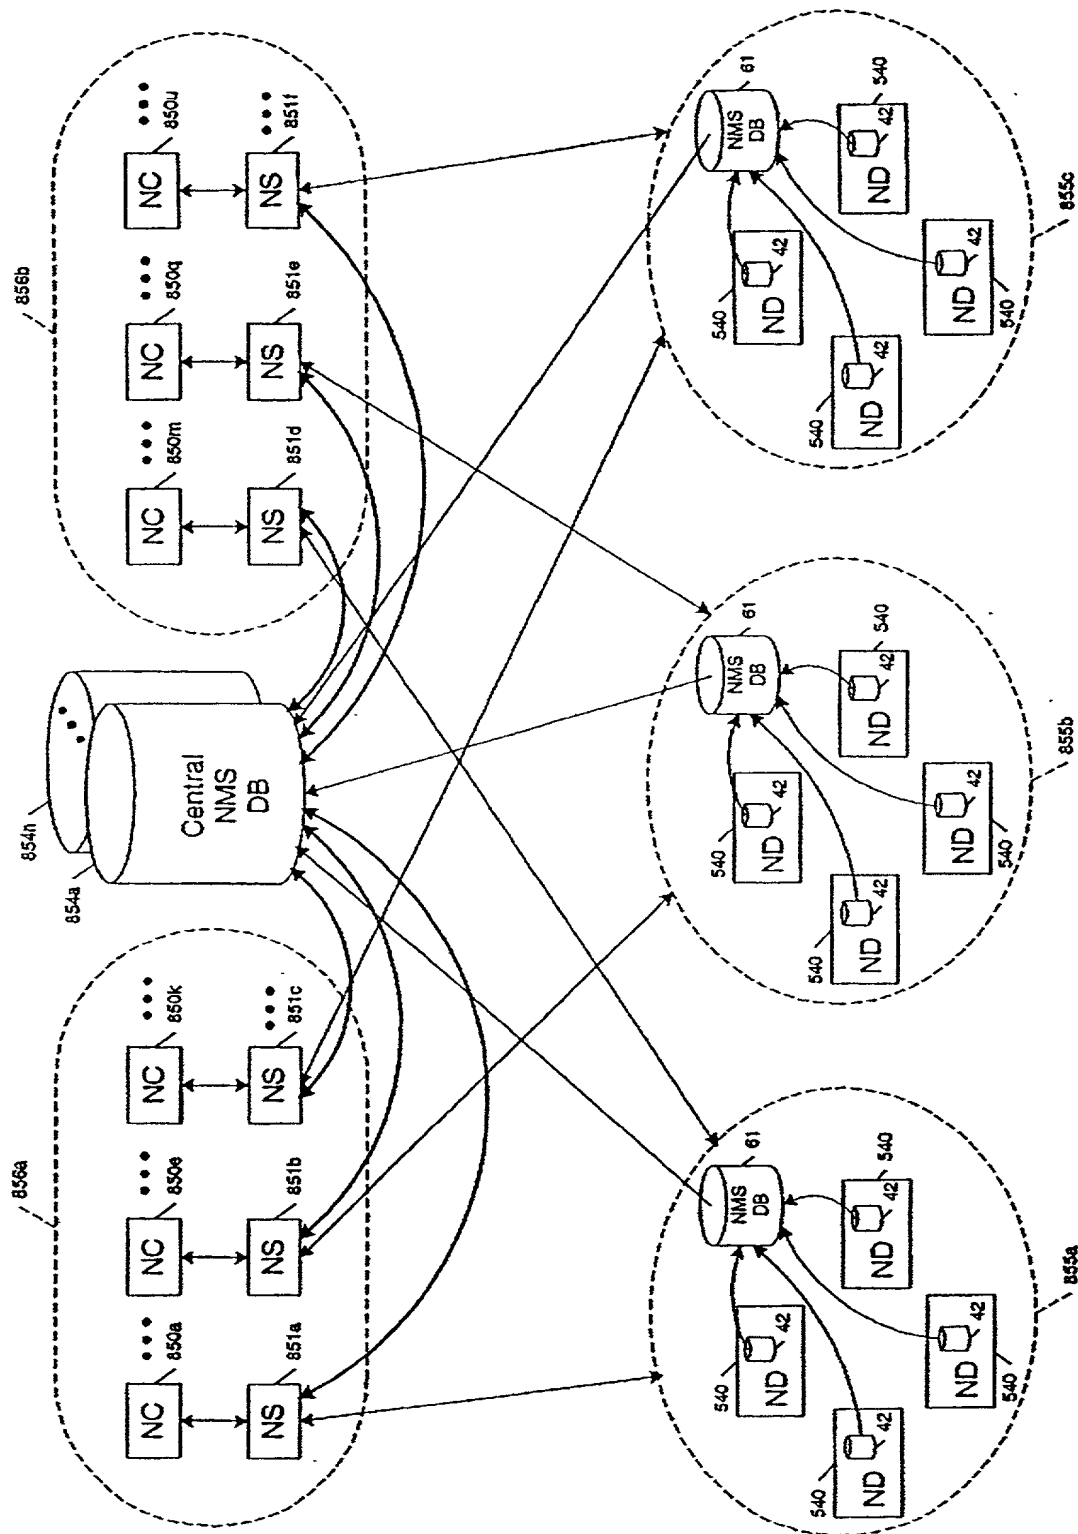 856a
NC
850a •••
NC
850e •••
NC
850k •••
NS
851a
NS
851b
NS
851c •••
854a
854n
•••
Central
NMS
DB
856b
NC
850m •••
NC
850q •••
NC
850u •••
NS
851d
NS
851e
NS
851f •••
61
NMS
DB
540
42
ND
540
42
ND
540
42
ND
540
42
ND
855a
61
NMS
DB
540
42
ND
540
42
ND
540
42
ND
540
42
ND
855b
61
NMS
DB
540
42
ND
540
42
ND
540
42
ND
540
42
ND
855c